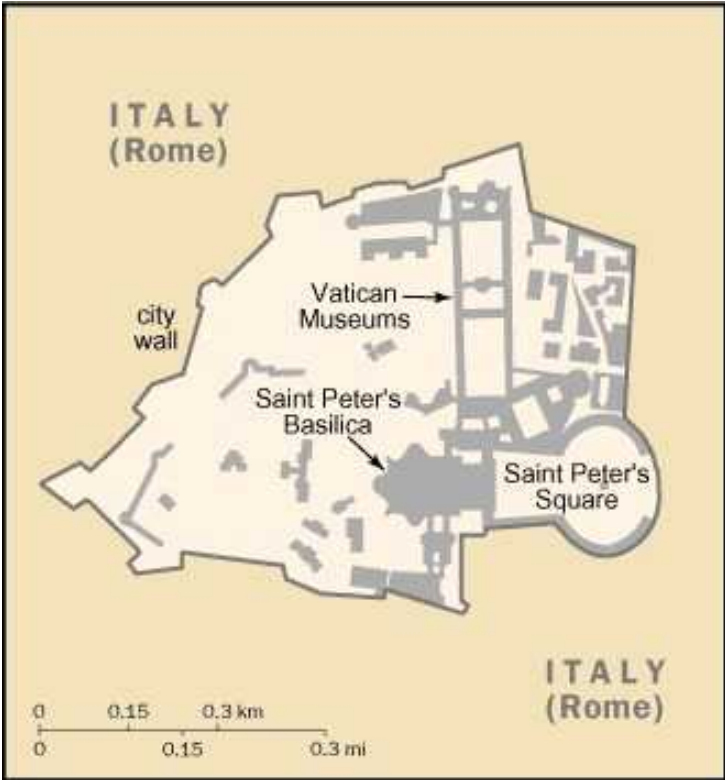 ITALY
(Rome)
Vatican
Museums
city
wall
Saint Peter's
Basilica
Saint Peter's
Square
ITALY
(Rome)
0 0.15 0.3 km
0 0.15 0.3 mi